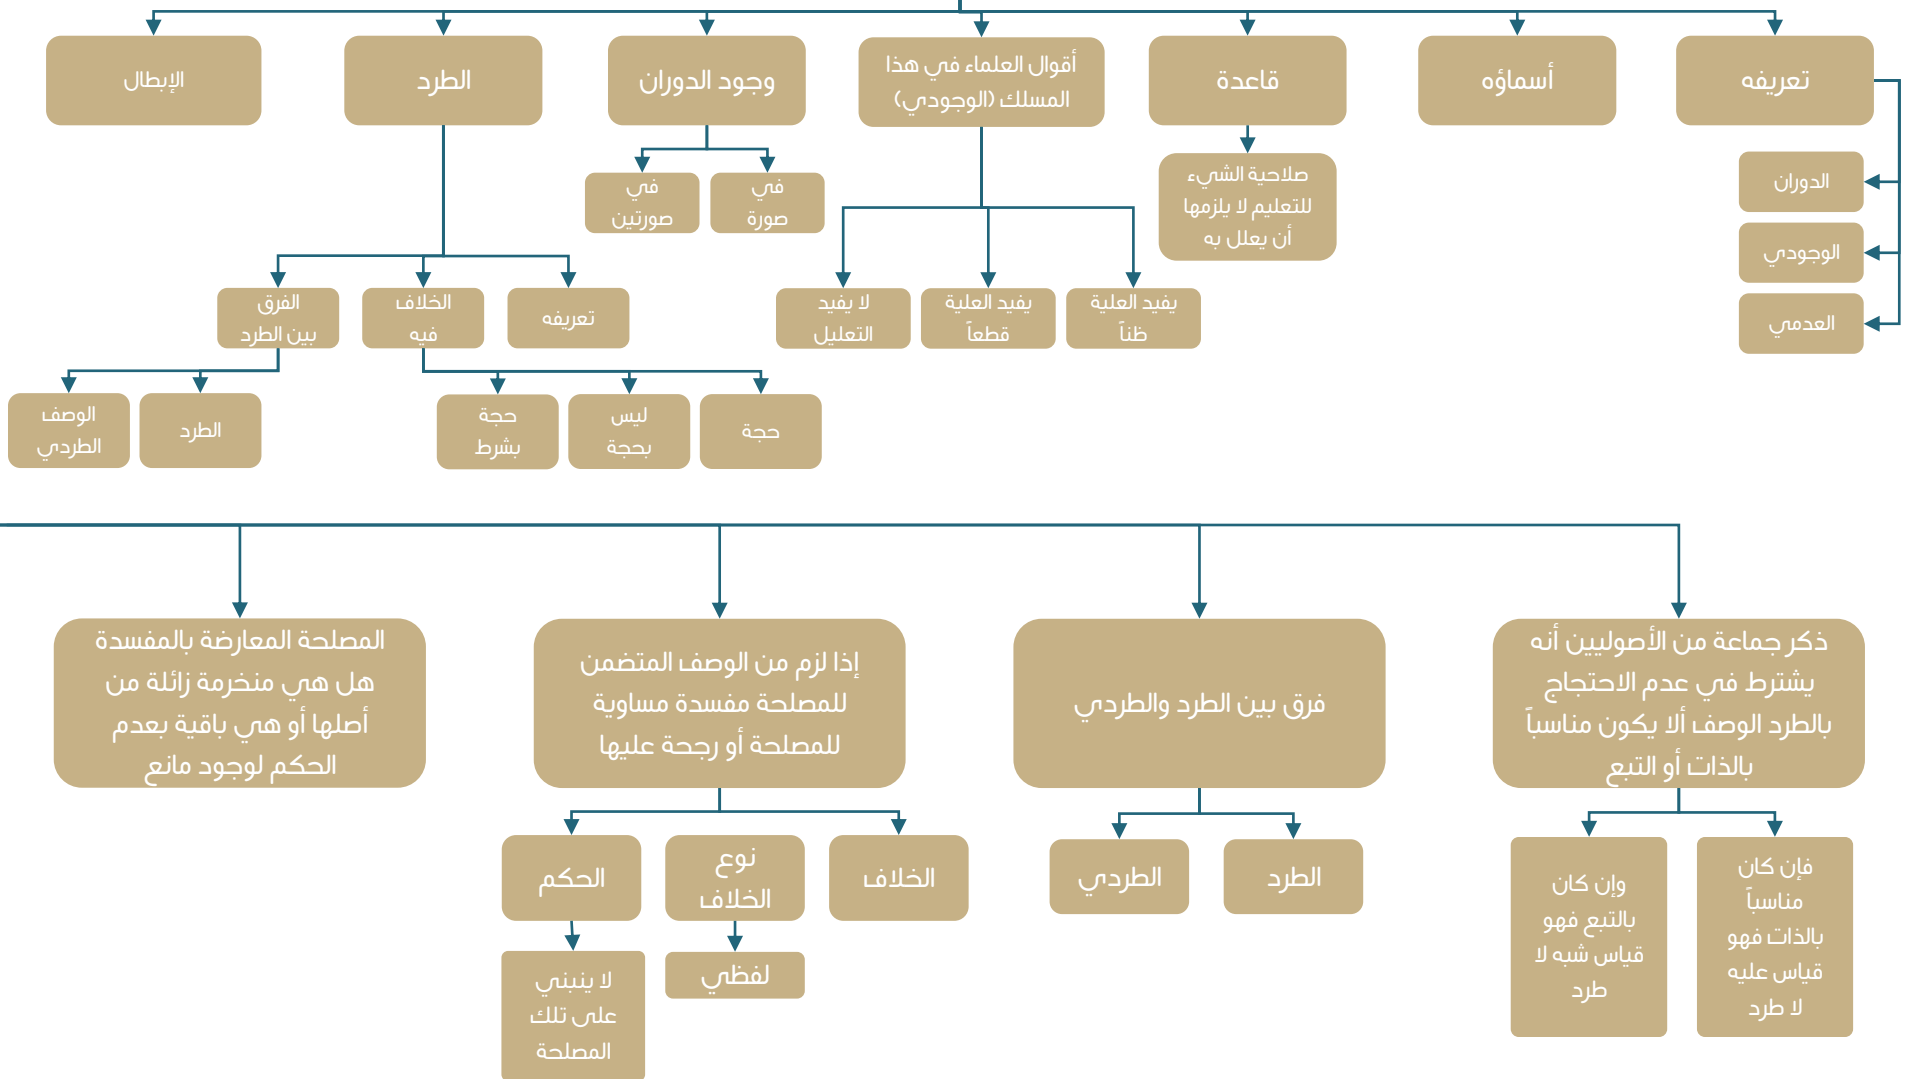 تعريفه
أسماؤه
قاعدة
أقوال العلماء في هذا
المسلك (الوجودي)
وجود الدوران
الطرد
الإبطال
الدوران
الوجودي
العدمي
صلاحية الشيء
للتعليم لا يلزمها
أن يعلل به
يفيد العلية
ظناً
يفيد العلية
قطعاً
لا يفيد
التعليل
في
صورة
في
صورتين
تعريفه
الخلاف
فيه
الفرق
بين الطرد
حجة
ليس
بحجة
حجة
بشرط
الطرد
الوصف
الطردي
ذكر جماعة من الأصوليين أنه
يشترط في عدم الاحتجاج
بالطرد الوصف ألا يكون مناسباً
بالذات أو التبع
فرق بين الطرد والطردي
إذا لزم من الوصف المتضمن
للمصلحة مفسدة مساوية
للمصلحة أو رجحة عليها
المصلحة المعارضة بالمفسدة
هل هي منخرمة زائلة من
أصلها أو هي باقية بعدم
الحكم لوجود مانع
فإن كان
مناسباً
بالذات فهو
قياس عليه
لا طرد
وإن كان
بالتبع فهو
قياس شبه لا
طرد
الطرد
الطردي
الخلاف
نوع
الخلاف
الحكم
لفظي
لا ينبني
على تلك
المصلحة